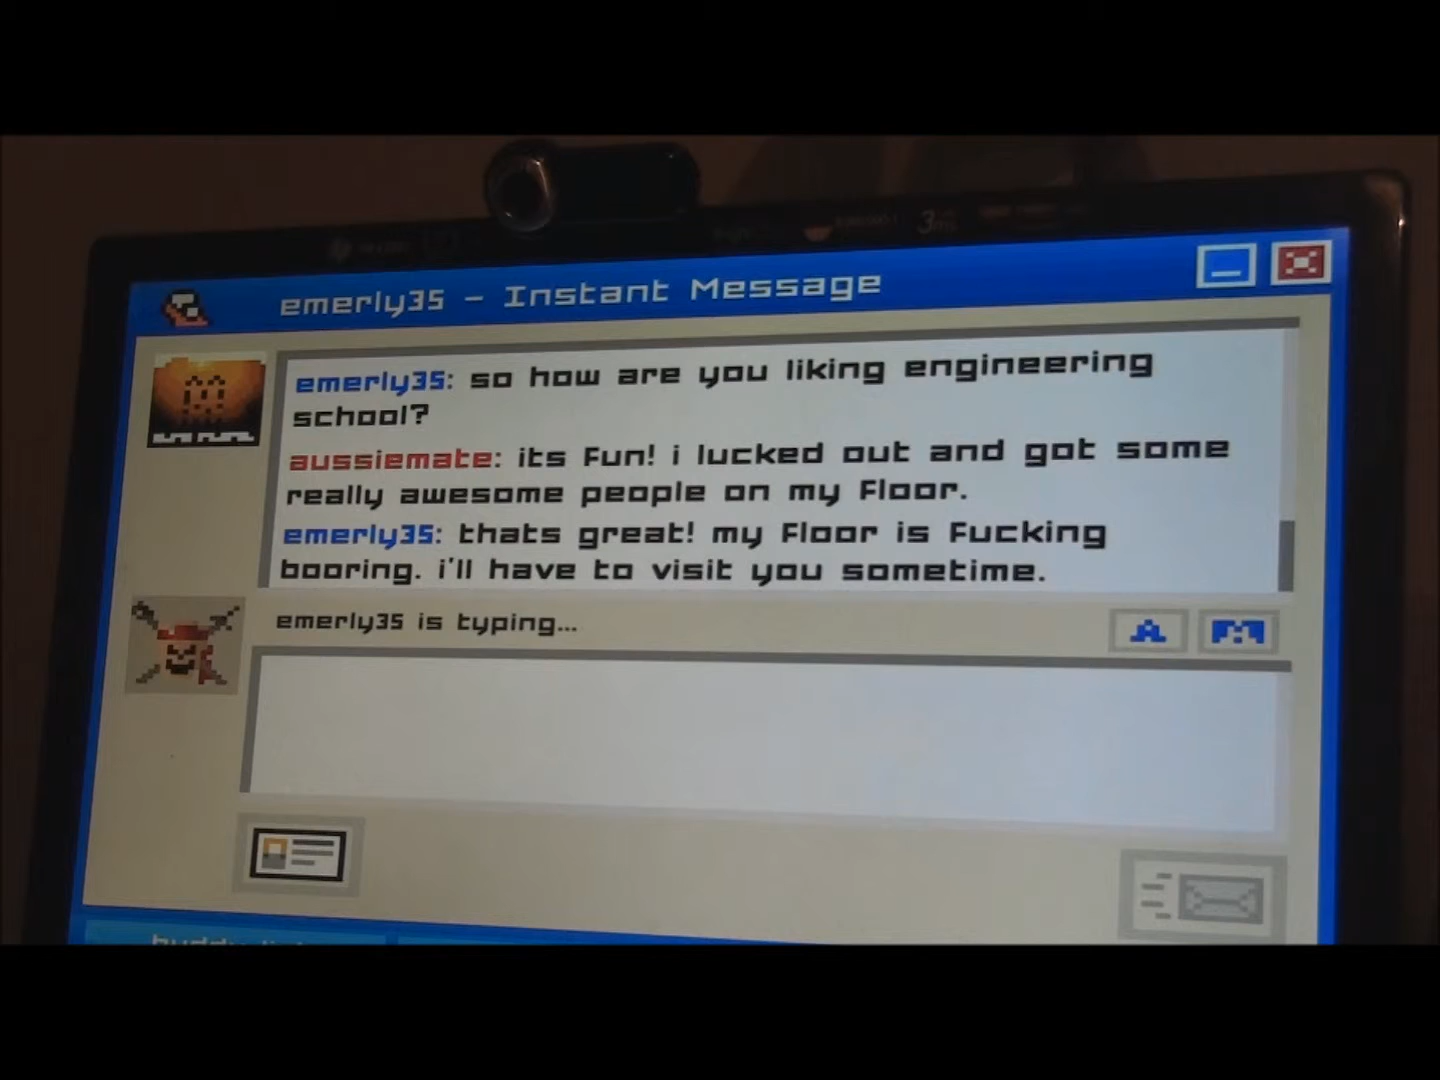 3ms
emerly35 - Instant Message
emerly35: so how are you liking engineering
school?
aussiemate: its fun! i lucked out and got some
really awesome people on my floor.
emerly35: thats great! my floor is fucking
booring. i'll have to visit you sometime.
emerly35 is typing...
A